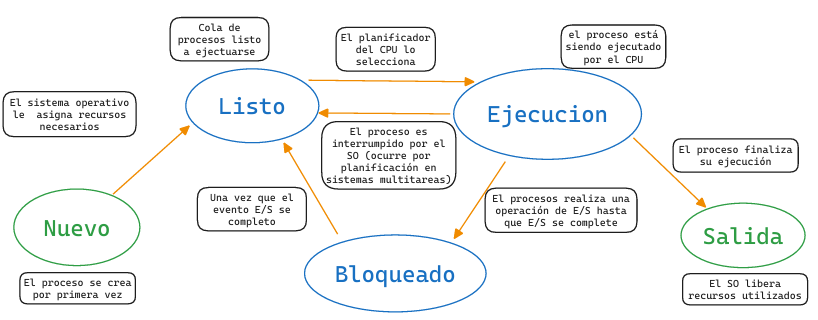 Cola de
procesos listo
a ejectuarse
El planificador
del CPU lo
selecciona
el proceso está
siendo ejecutado
por el CPU
El sistema operativo
le asigna recursos
necesarios
Listo
Ejecucion
El proceso es
interrumpido por el
SO (ocurre por
planificación en
sistemas multitareas)
El proceso finaliza
su ejecución
Una vez que el
evento E/S se
completo
El procesos realiza una
operación de E/S hasta
que E/S se complete
Nuevo
Salida
Bloqueado
El proceso se crea
por primera vez
El SO libera
recursos utilizados